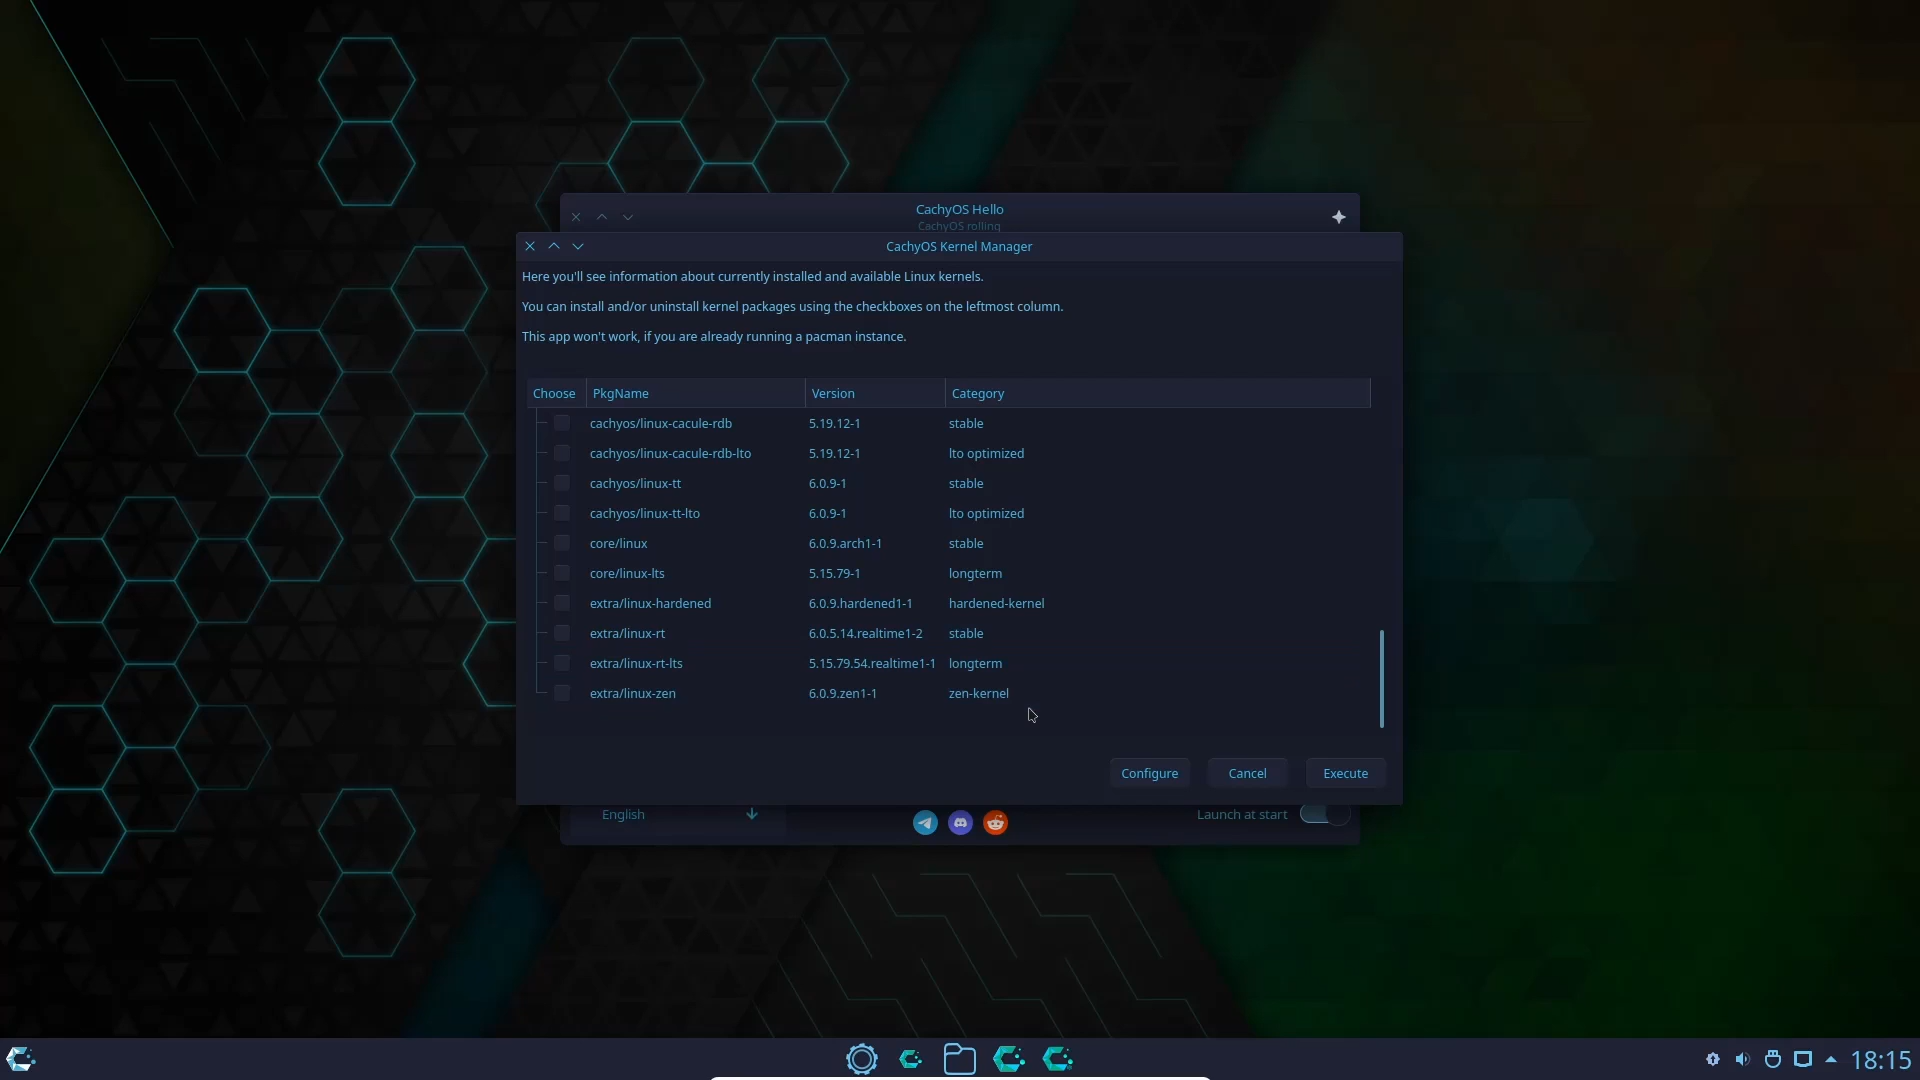 CachyOS Hello
CachyOS rolling
CachyOS Kernel Manager
Here you'll see information about currently installed and available Linux kernels.
You can install and/or uninstall kernel packages using the checkboxes on the leftmost column.
This app won't work, if you are already running a pacman instance.
Choose PkgName Version Category
cachyos/linux-cacule-rdb 5.19.12-1 stable
cachyos/linux-cacule-rdb-lto 5.19.12-1 lto optimized
cachyos/linux-tt 6.0.9-1 stable
cachyos/linux-tt-lto 6.0.9-1 lto optimized
core/linux 6.0.9.arch1-1 stable
core/linux-lts 5.15.79-1 longterm
extra/linux-hardened 6.0.9.hardened1-1 hardened-kernel
extra/linux-rt 6.0.5.14.realtime1-2 stable
extra/linux-rt-lts 5.15.79.54.realtime1-1 longterm
extra/linux-zen 6.0.9.zen1-1 zen-kernel
Configure Cancel Execute
English Launch at start
18:15